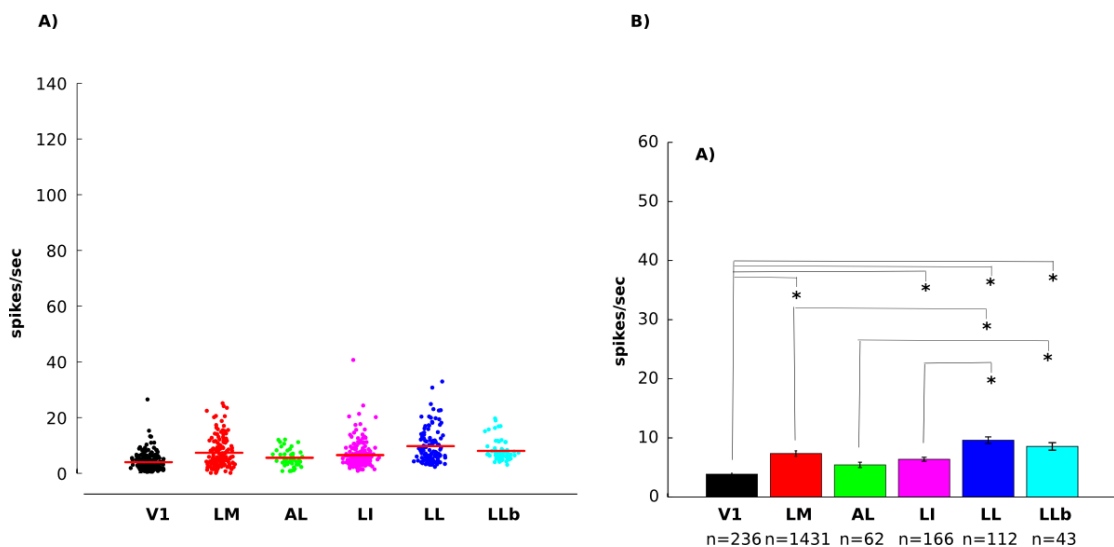 A)
B)
140
120
100
80
60
40
20
0
spikes/sec
V1 LM AL LI LL LLb
A)
60
50
40
30
20
10
0
spikes/sec
* * * *
*
*
*
V1 LM AL LI LL LLb
n=236 n=1431 n=62 n=166 n=112 n=43